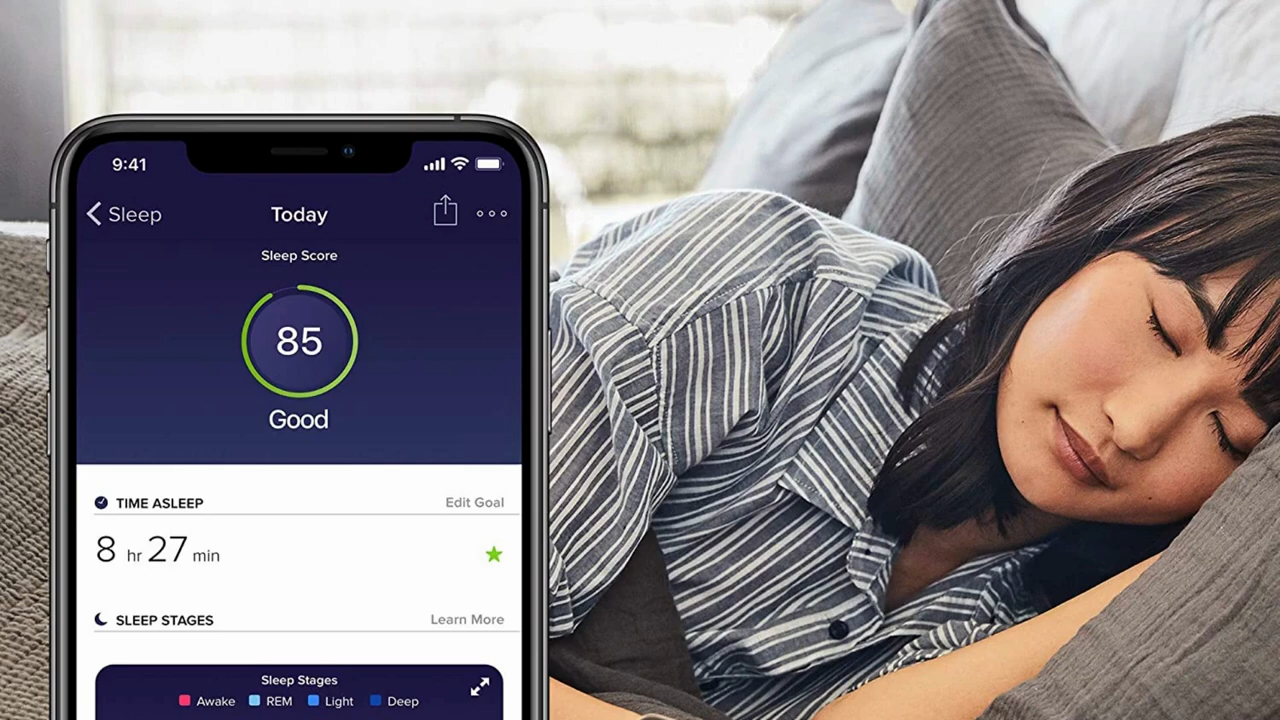 9:41
Sleep Today
Sleep Score
85
Good
TIME ASLEEP Edit Goal
8 hr 27 min
SLEEP STAGES Learn More
Sleep Stages
Awake REM Light Deep